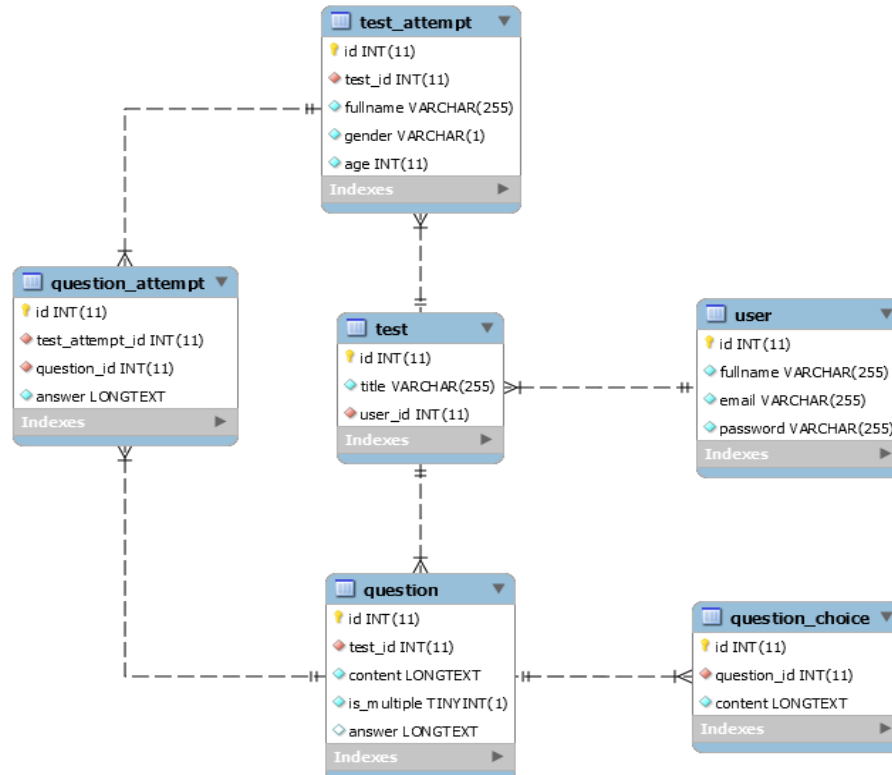 test_attempt
id INT(11)
test_id INT(11)
fullname VARCHAR(255)
gender VARCHAR(1)
age INT(11)
Indexes
question_attempt
id INT(11)
test_attempt_id INT(11)
question_id INT(11)
answer LONGTEXT
Indexes
test
id INT(11)
title VARCHAR(255)
user_id INT(11)
Indexes
user
id INT(11)
fullname VARCHAR(255)
email VARCHAR(255)
password VARCHAR(255)
Indexes
question
id INT(11)
test_id INT(11)
content LONGTEXT
is_multiple TINYINT(1)
answer LONGTEXT
Indexes
question_choice
id INT(11)
question_id INT(11)
content LONGTEXT
Indexes